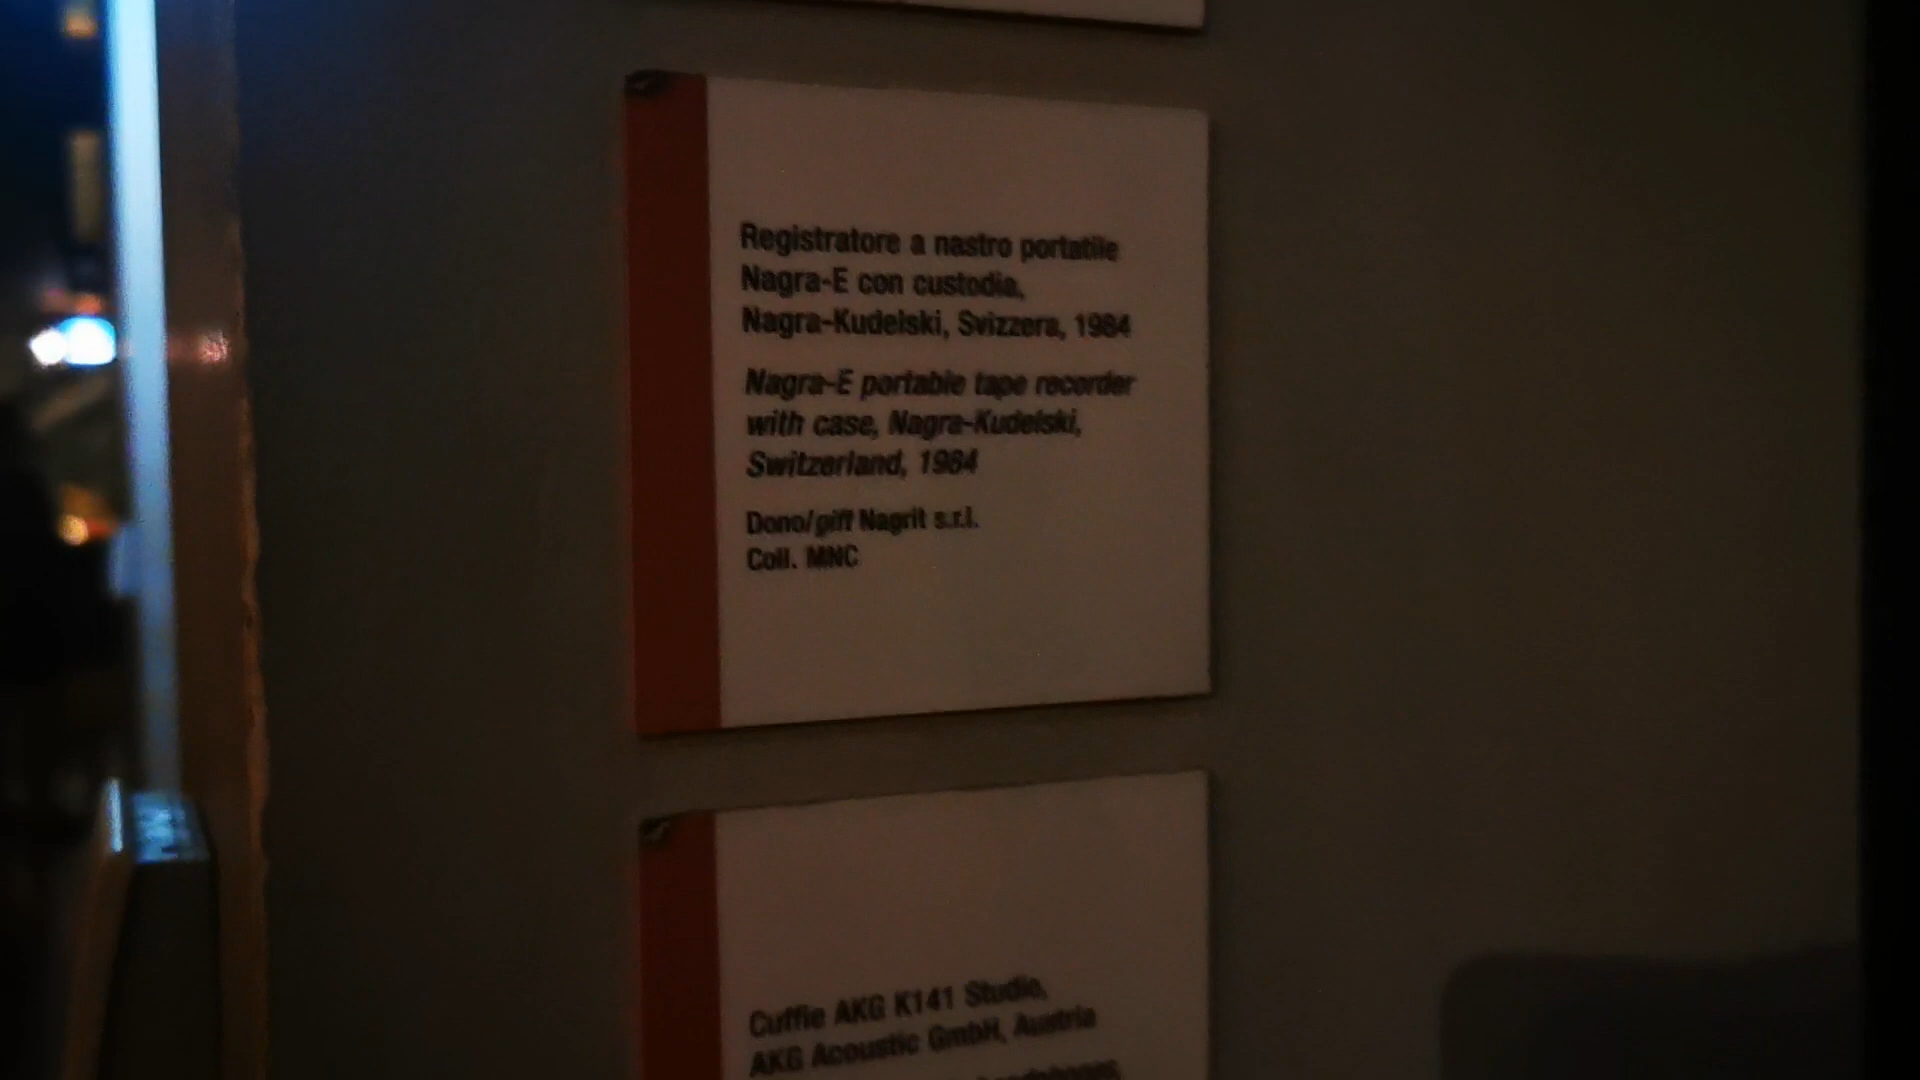 Registratore a nastro portatile
Nagra-E con custodia,
Nagra-Kudelski, Svizzera, 1984
Nagra-E portable tape recorder
with case, Nagra-Kudelski,
Switzerland, 1984
Dono/gift Nagrit s.r.l.
Coll. MNC
Cuffie AKG K141 Studio,
AKG Acoustic GmbH, Austria
headphones